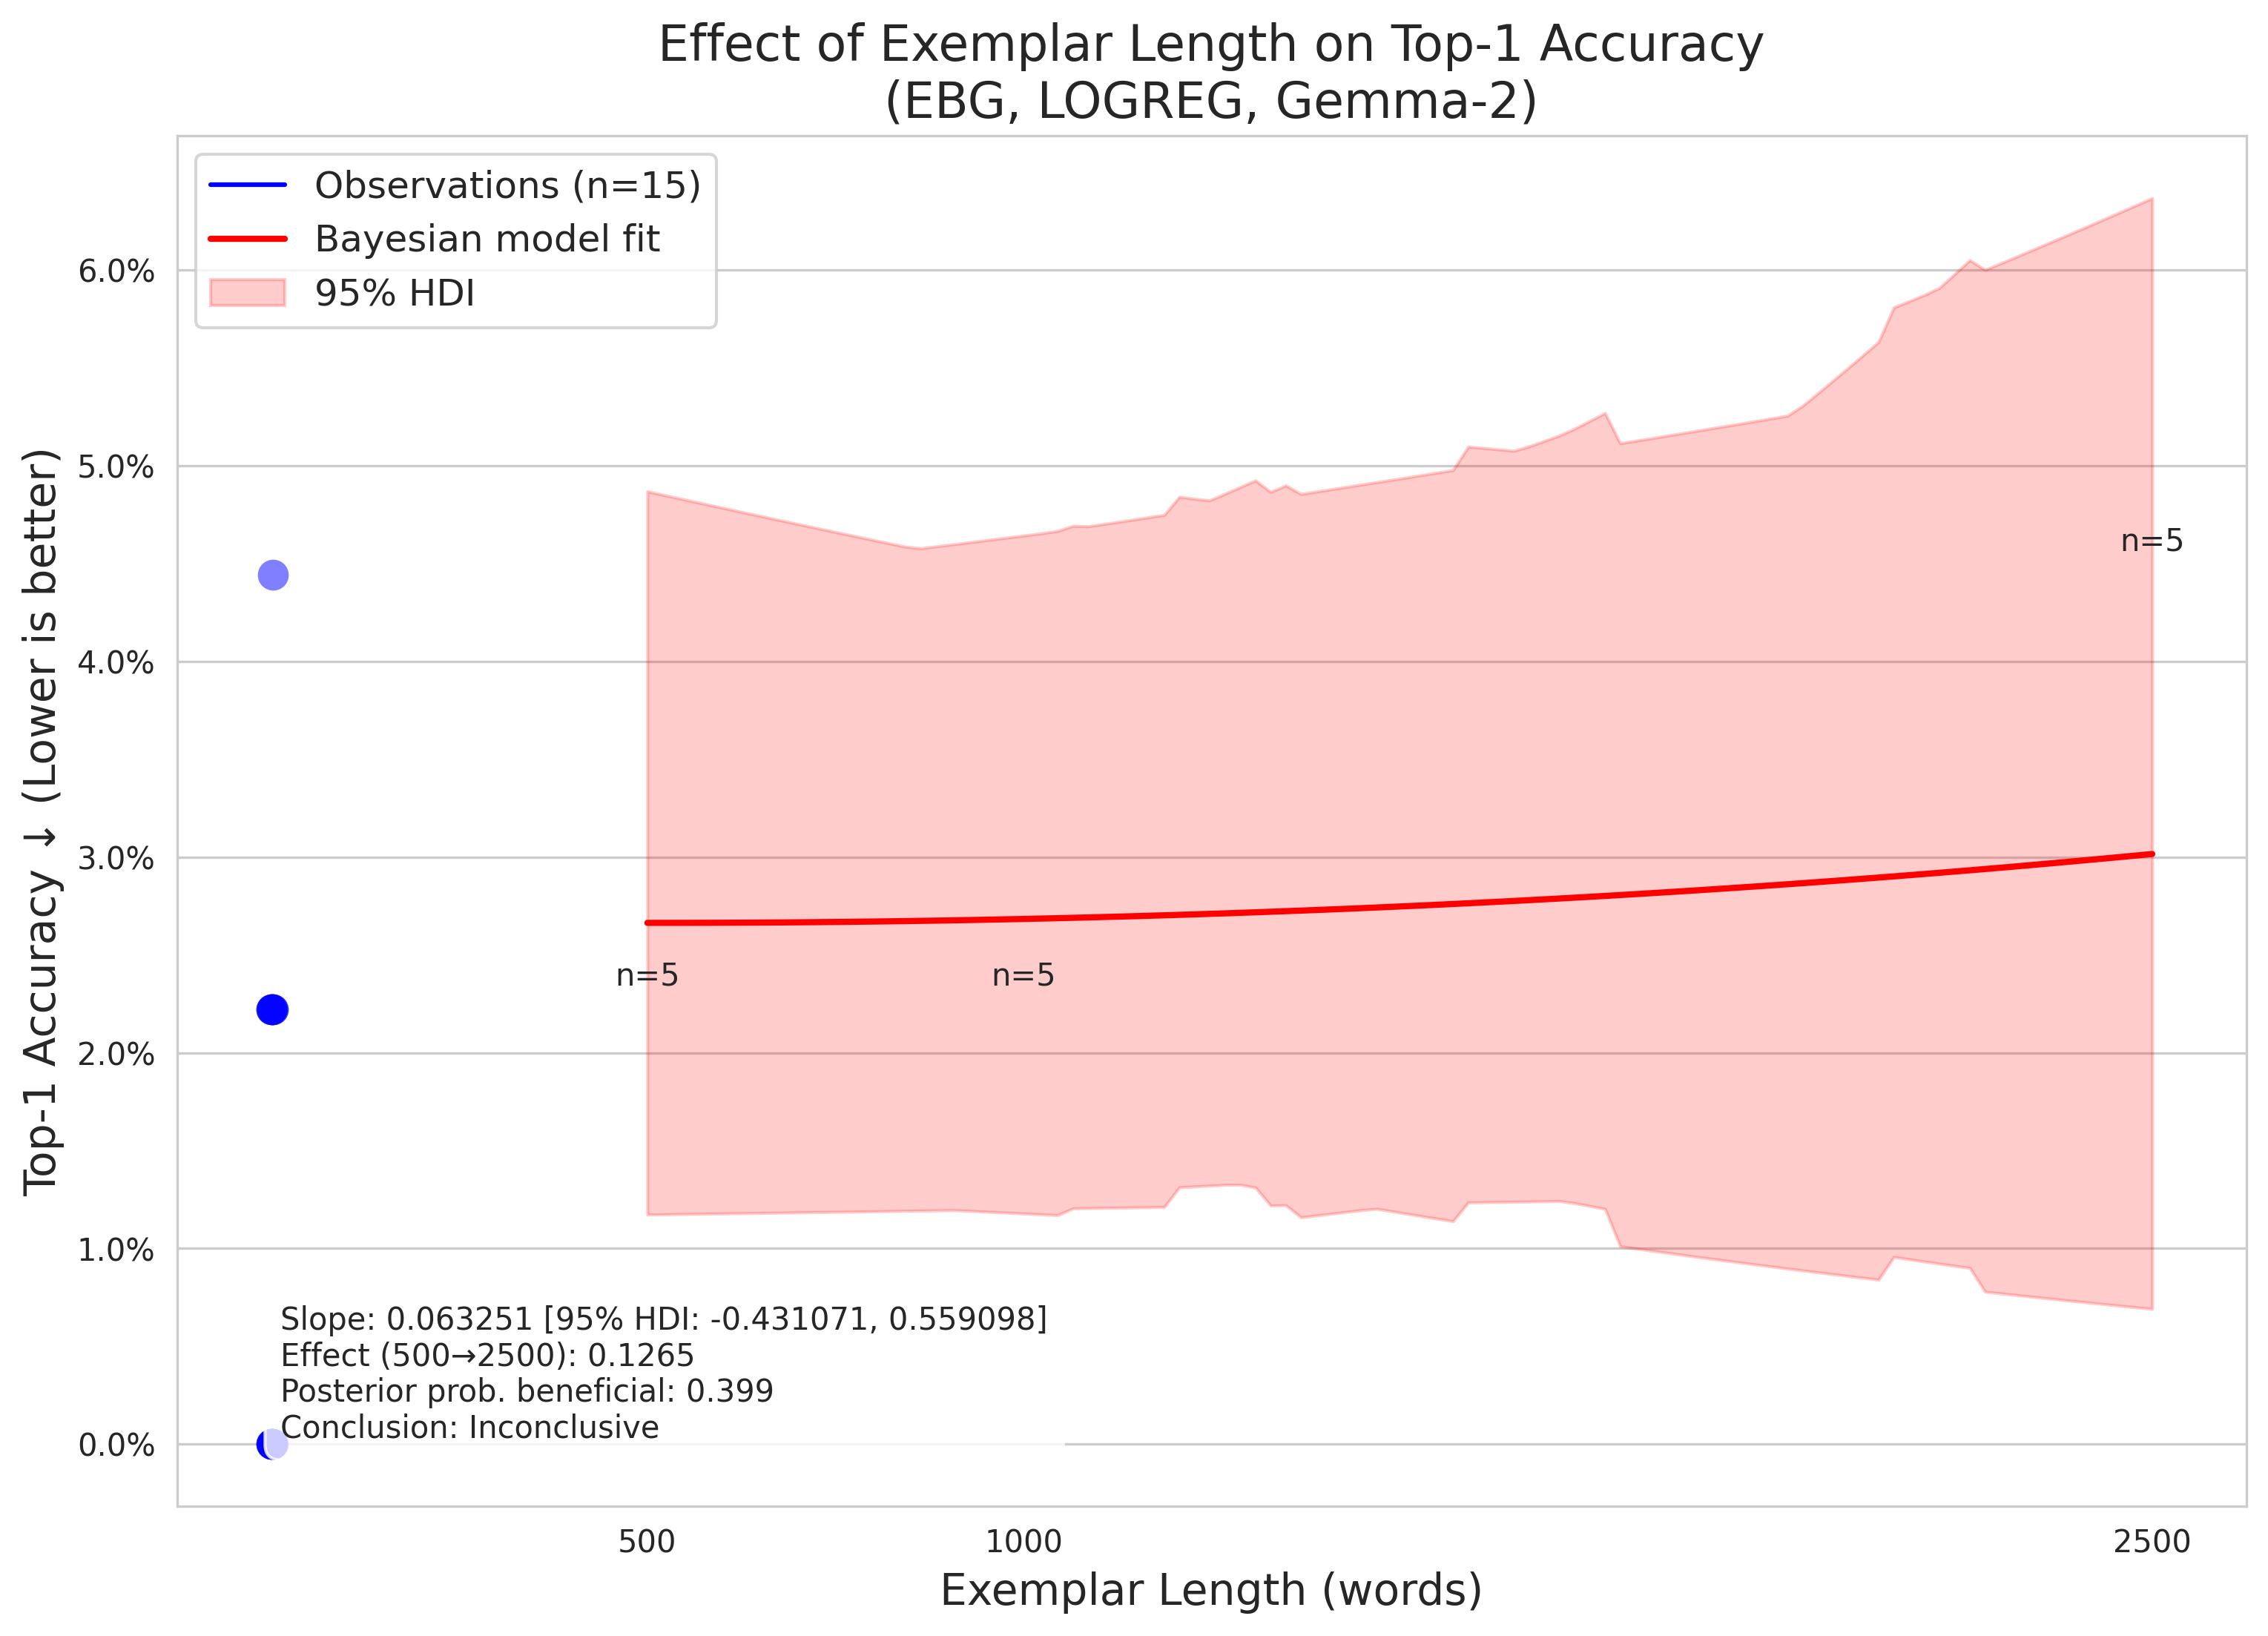 Effect of Exemplar Length on Top-1 Accuracy
(EBG, LOGREG, Gemma-2)
Observations (n=15)
Bayesian model fit
95% HDI
Top-1 Accuracy ↓ (Lower is better)
6.0%
5.0%
4.0%
3.0%
2.0%
1.0%
0.0%
n=5
n=5
n=5
Slope: 0.063251 [95% HDI: -0.431071, 0.559098]
Effect (500→2500): 0.1265
Posterior prob. beneficial: 0.399
Conclusion: Inconclusive
500
1000
2500
Exemplar Length (words)